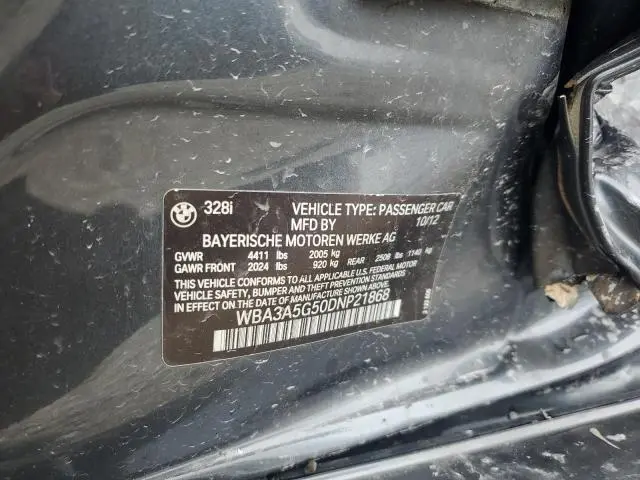 328i VEHICLE TYPE: PASSENGER CAR
MFD BY 10/12
BAYERISCHE MOTOREN WERKE AG
GVWR 4411 lbs 2005 kg
GAWR FRONT 2024 lbs 920 kg REAR 2508 lbs 1140 kg
THIS VEHICLE CONFORMS TO ALL APPLICABLE U.S. FEDERAL MOTOR
VEHICLE SAFETY, BUMPER AND THEFT PREVENTION STANDARDS
IN EFFECT ON THE DATE OF MANUFACTURE SHOWN ABOVE.
WBA3A5G50DNP21868